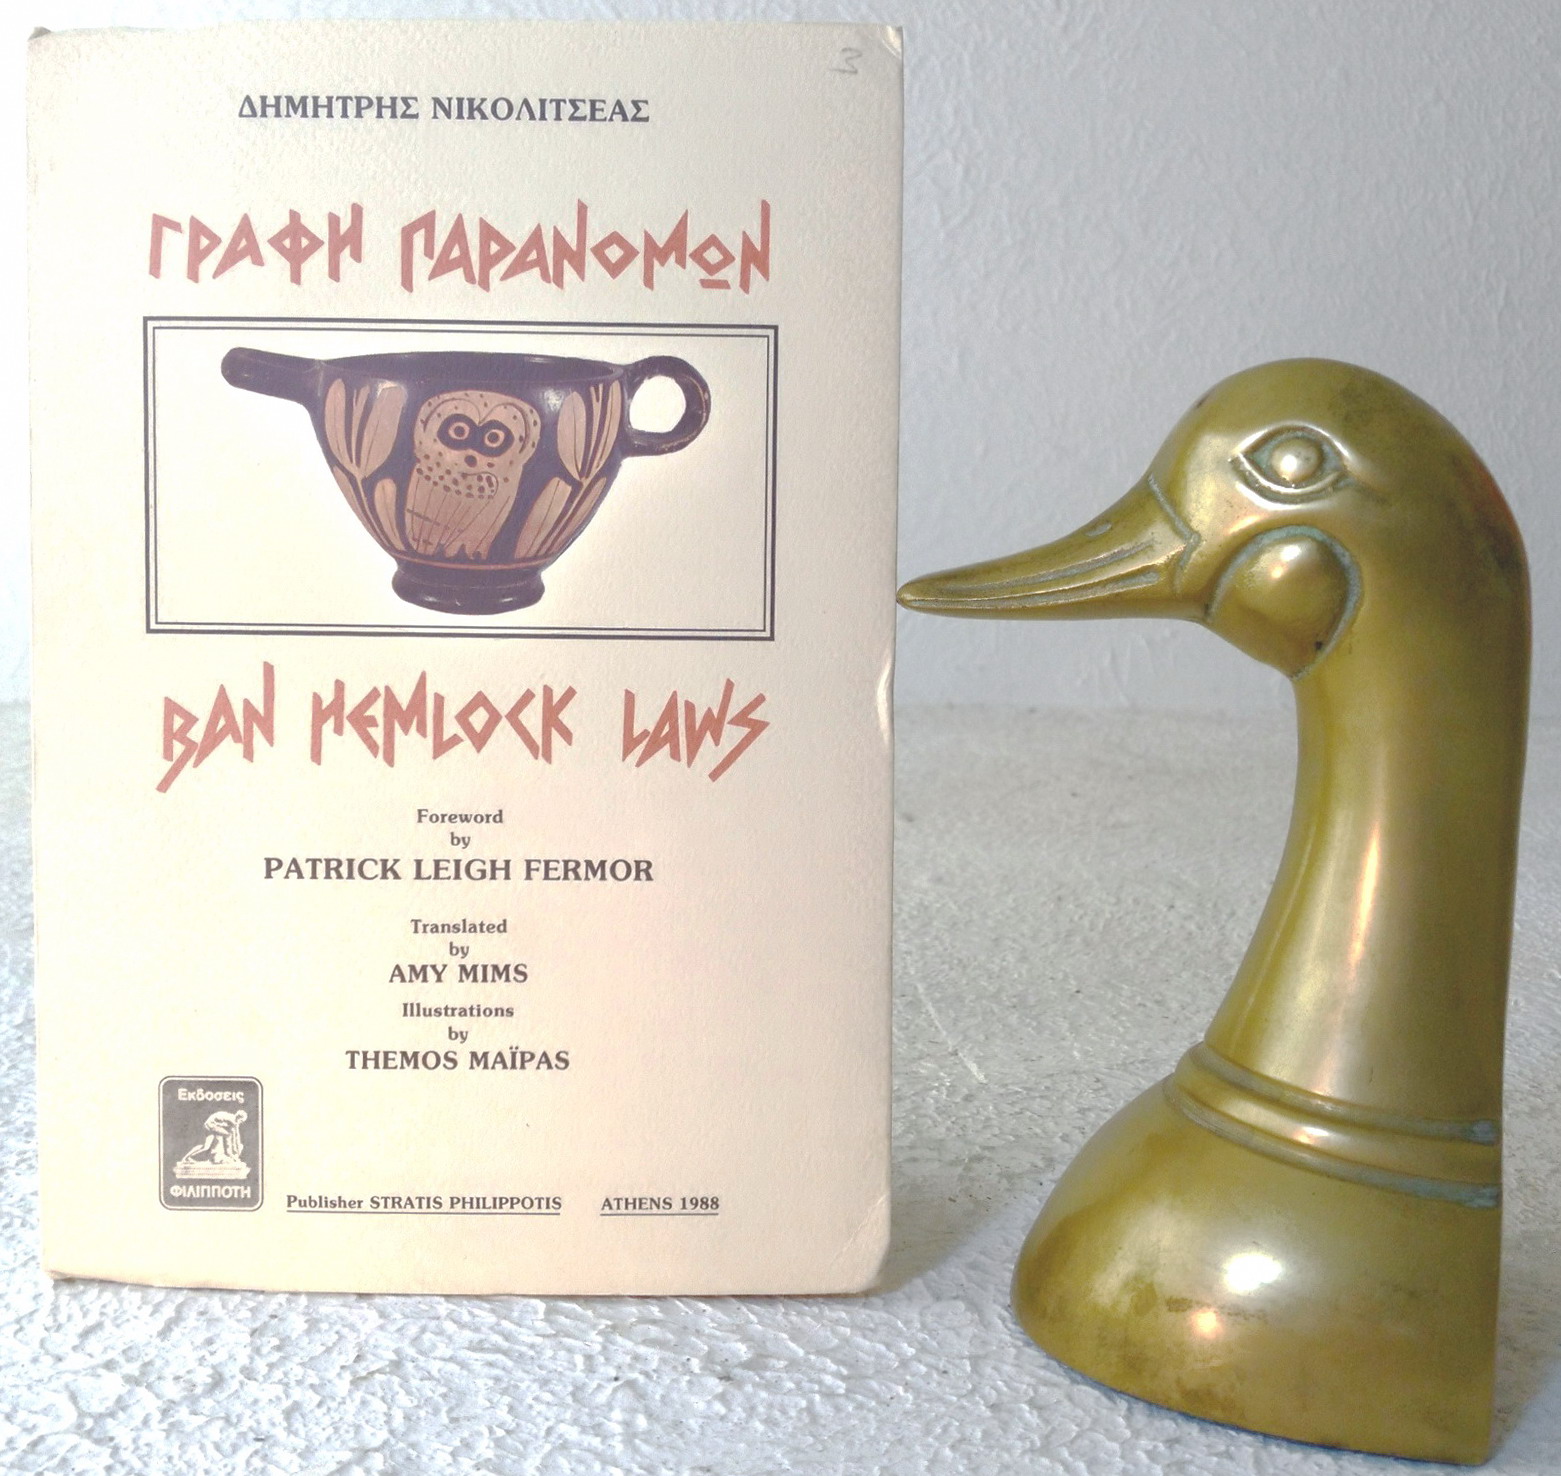 ΔΗΜΗΤΡΗΣ ΝΙΚΟΛΙΤΣΕΑΣ
ΓΡΑΦΗ ΠΑΡΑΝΟΜΩΝ
BAN HEMLOCK LAWS
Foreword
by
PATRICK LEIGH FERMOR
Translated
by
AMY MIMS
Illustrations
by
THEMOS MAÏPAS
Εκδοσεις
ΦΙΛΙΠΠΟΤΗ
Publisher STRATIS PHILIPPOTIS ATHENS 1988